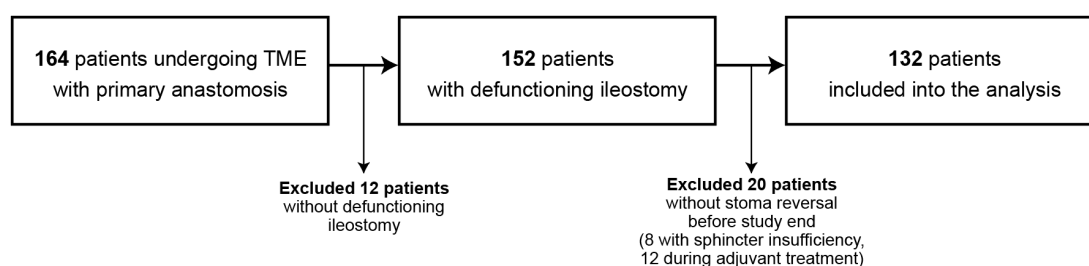 164 patients undergoing TME
with primary anastomosis
152 patients
with defunctioning ileostomy
132 patients
included into the analysis
Excluded 12 patients
without defunctioning
ileostomy
Excluded 20 patients
without stoma reversal
before study end
(8 with sphincter insufficiency,
12 during adjuvant treatment)